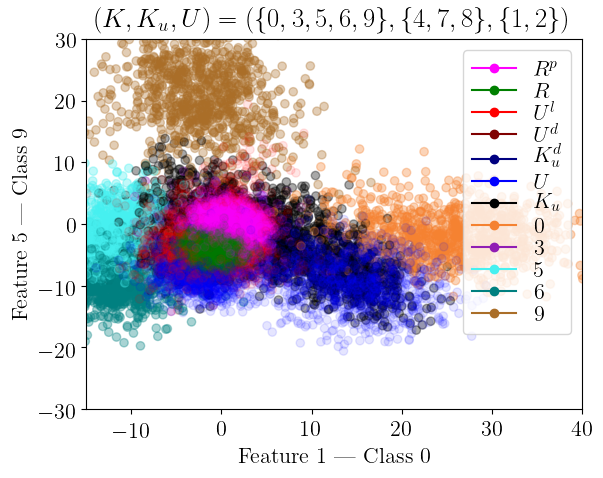 (K, K_u, U) = ({0, 3, 5, 6, 9}, {4, 7, 8}, {1, 2})
30
20
10
0
−10
−20
−30
Feature 5 — Class 9
R^p
R
U^l
U^d
K_u^d
U
K_u
0
3
5
6
9
−10
0
10
20
30
40
Feature 1 — Class 0